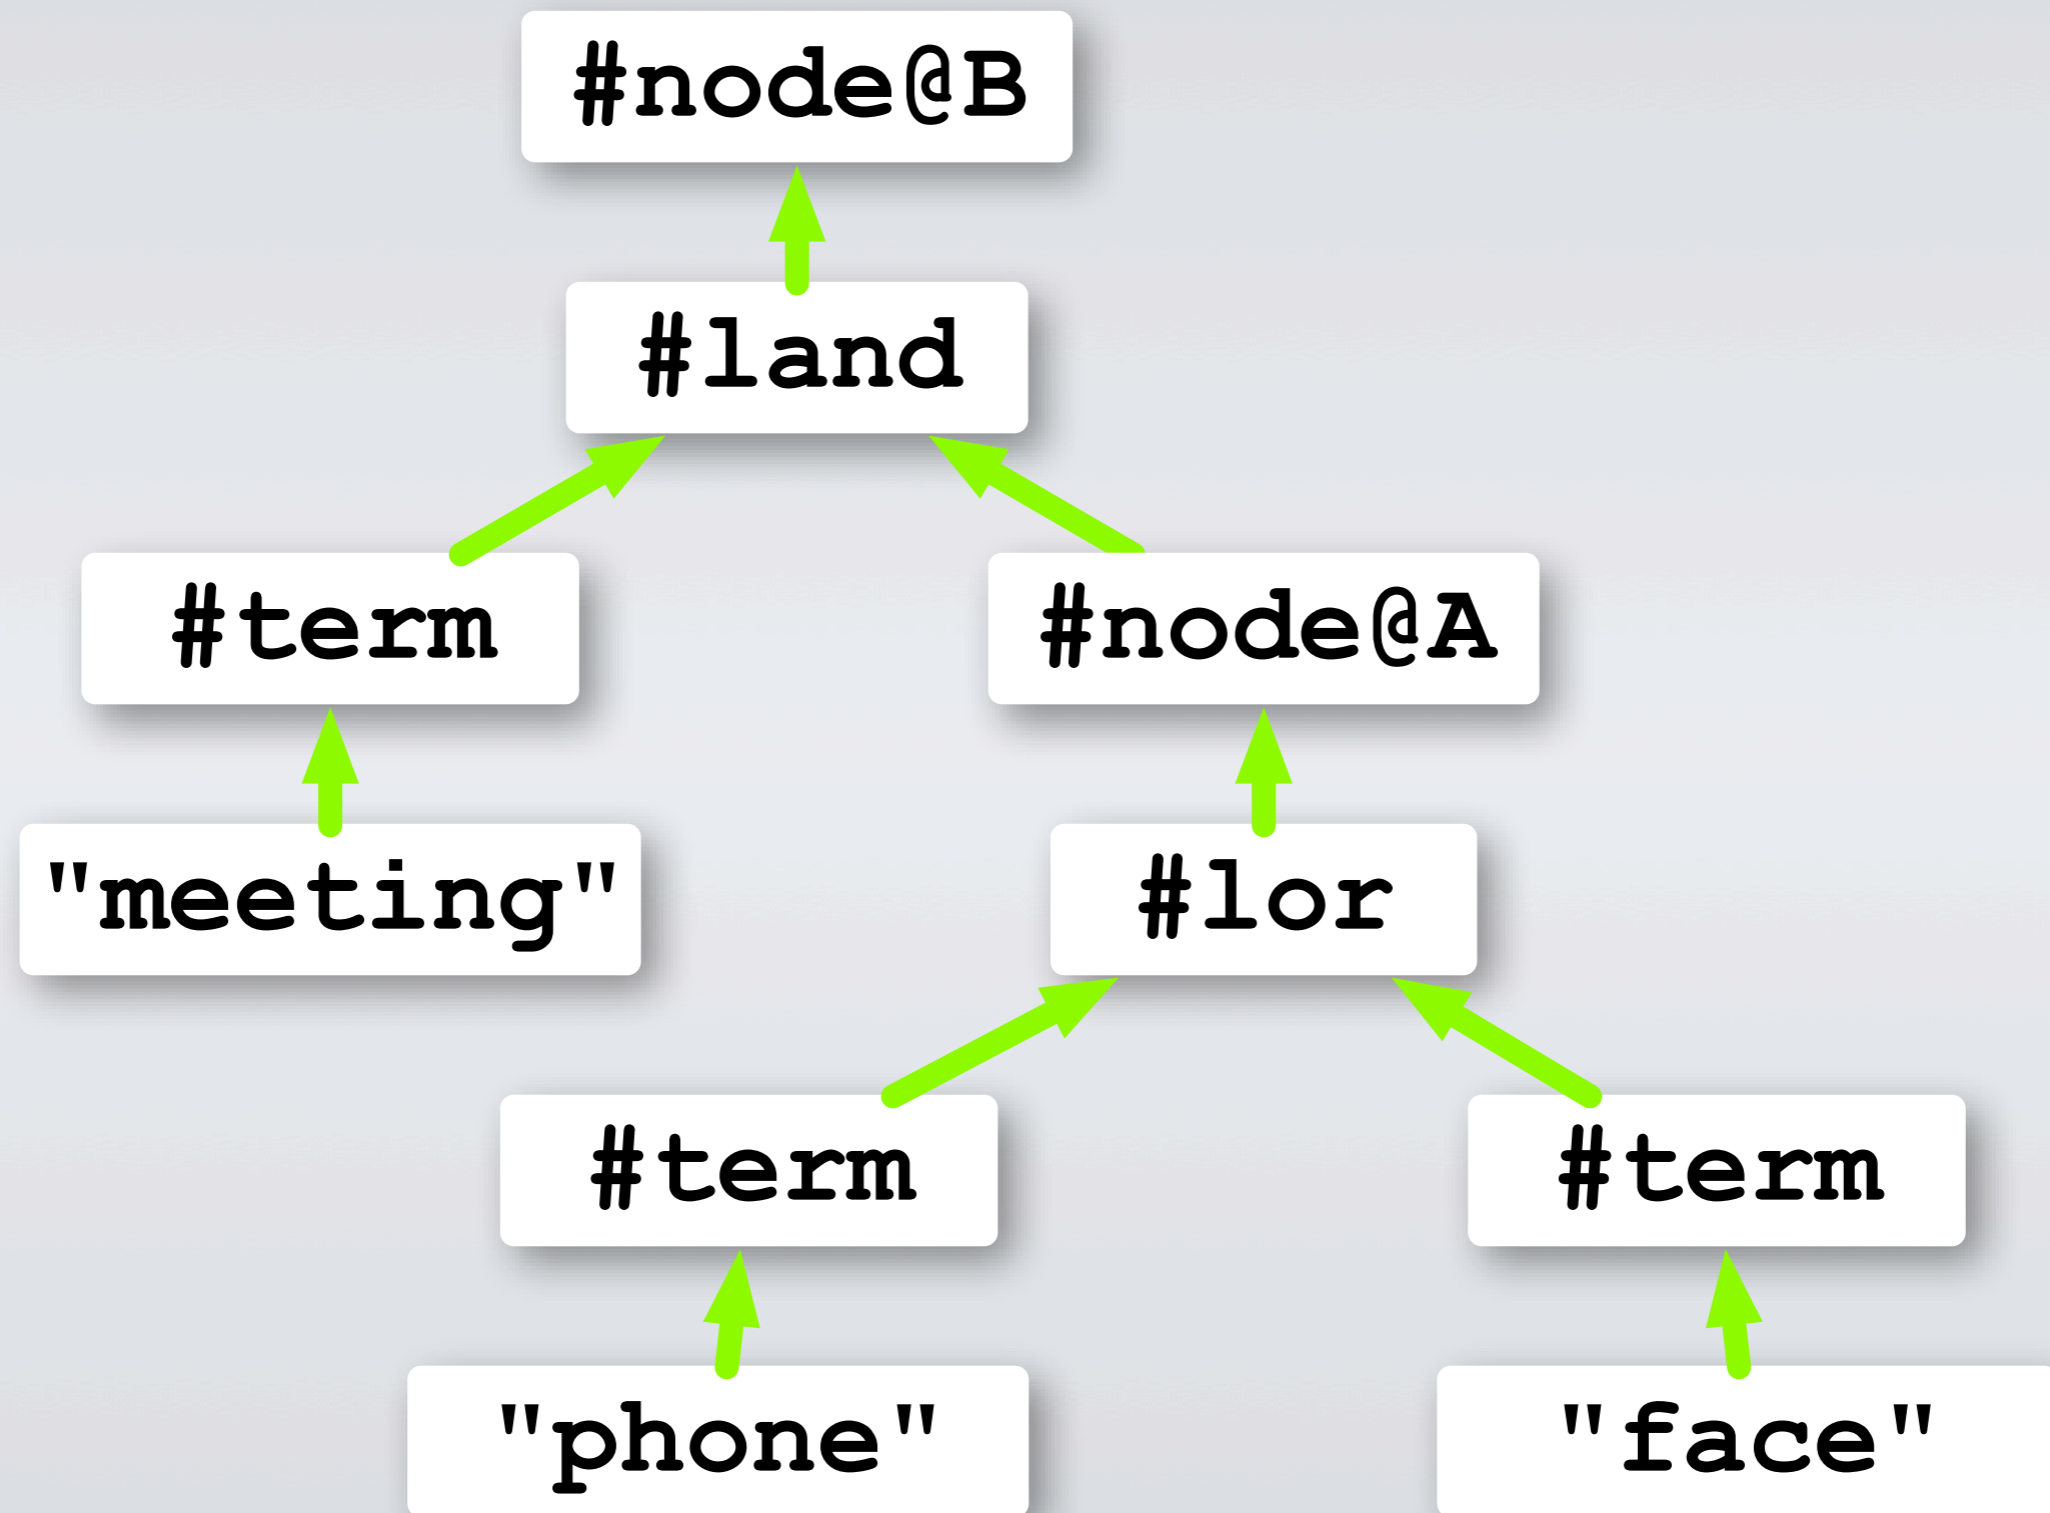 #node@B
#land
#term #node@A
"meeting" #lor
#term #term
"phone" "face"